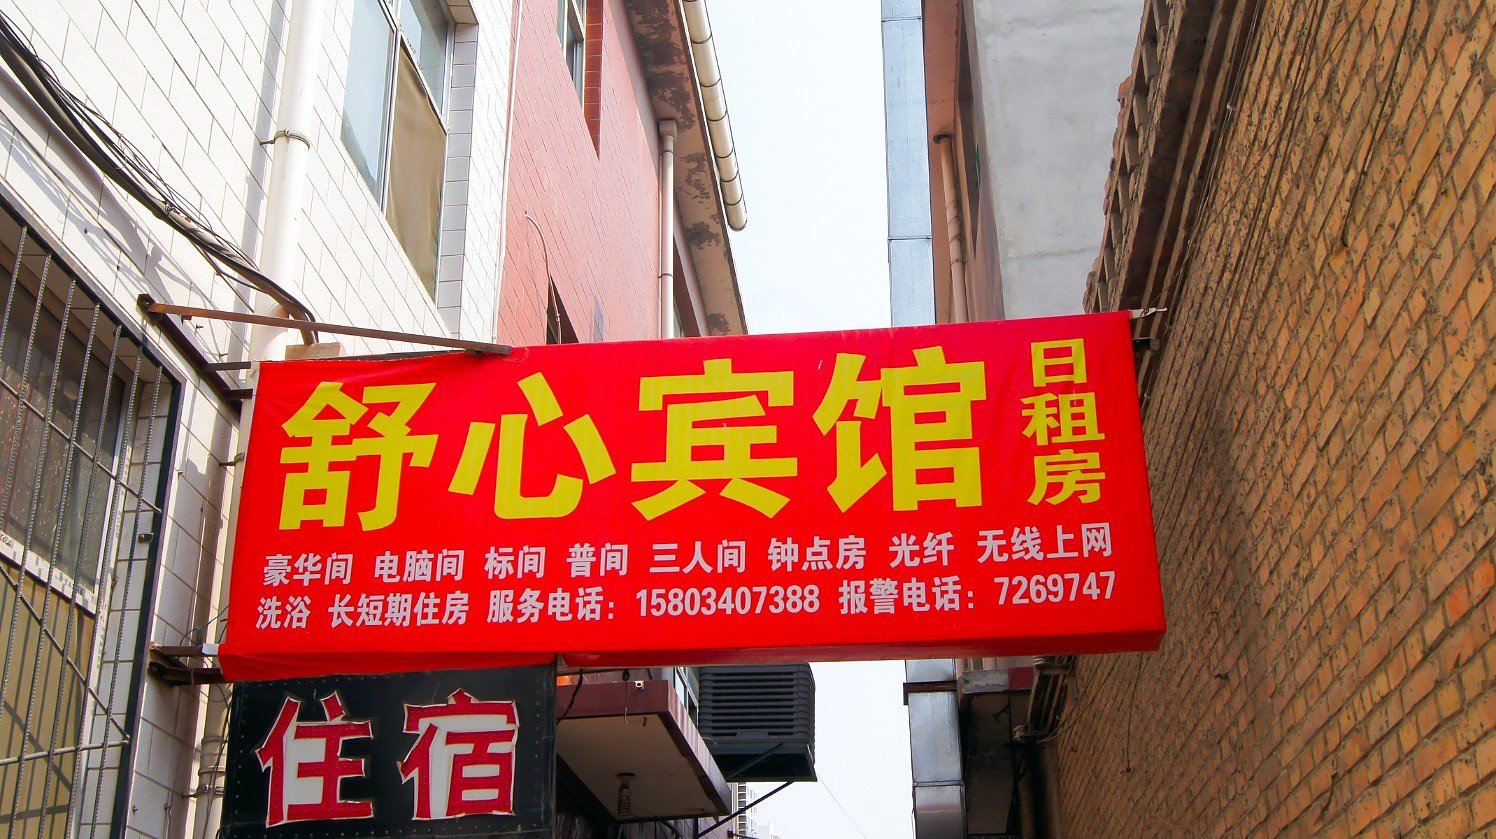 舒心宾馆 日租房
豪华间 电脑间 标间 普间 三人间 钟点房 光纤 无线上网
洗浴 长短期住房 服务电话：15803407388 报警电话：7269747
住宿